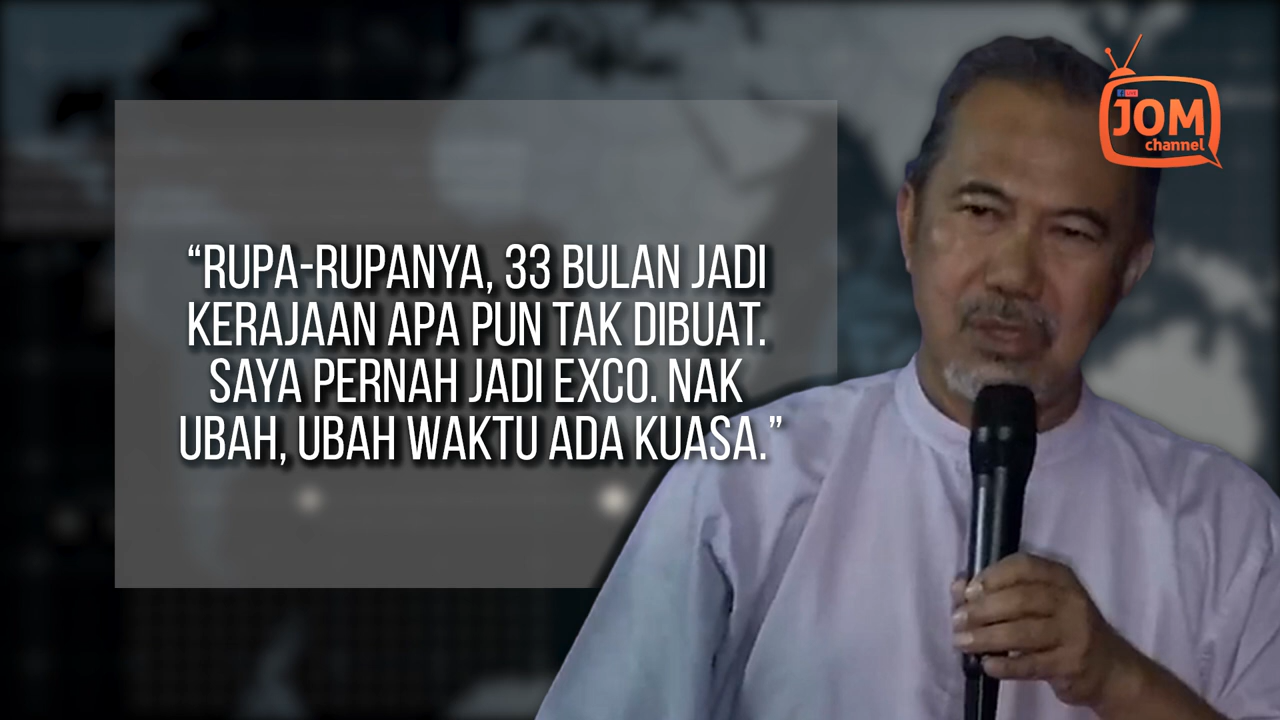 JOM
channel
“RUPA-RUPANYA, 33 BULAN JADI
KERAJAAN APA PUN TAK DIBUAT.
SAYA PERNAH JADI EXCO. NAK
UBAH, UBAH WAKTU ADA KUASA.”